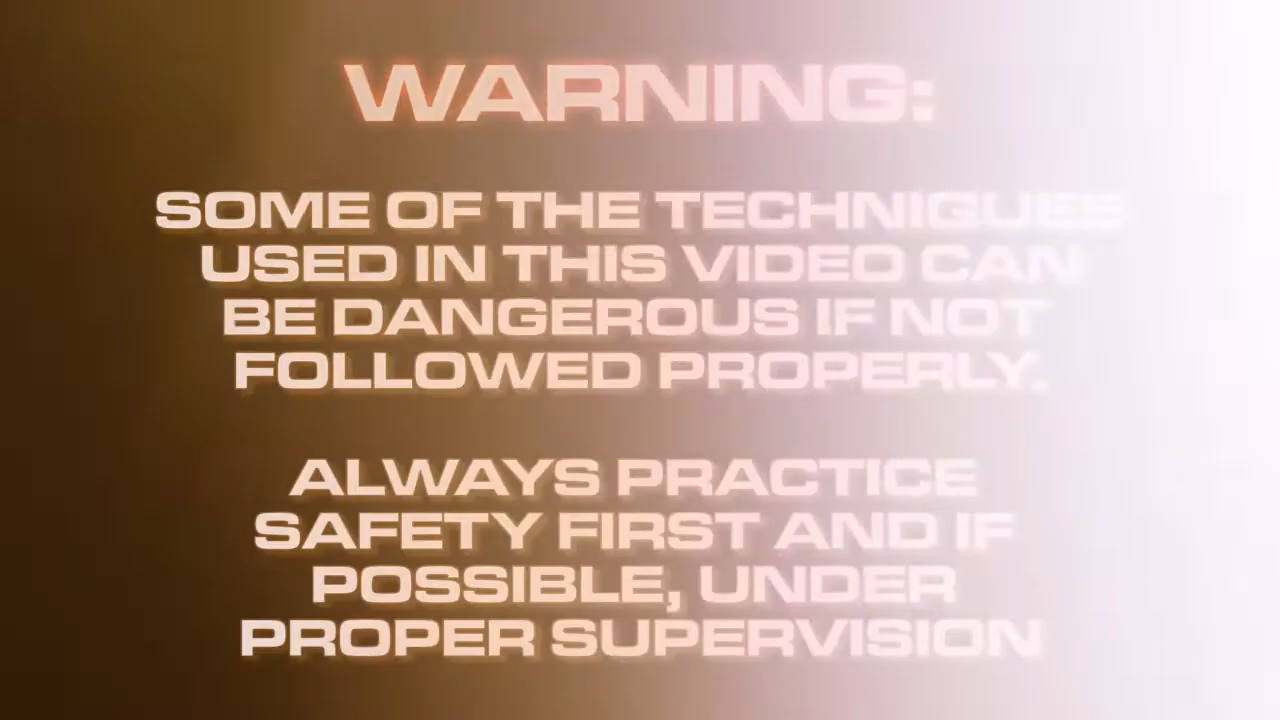 WARNING:
SOME OF THE TECHNIGUES
USED IN THIS VIDEO CAN
BE DANGEROUS IF NOT
FOLLOWED PROPERLY.
ALWAYS PRACTICE
SAFETY FIRST AND IF
POSSIBLE, UNDER
PROPER SUPERVISION